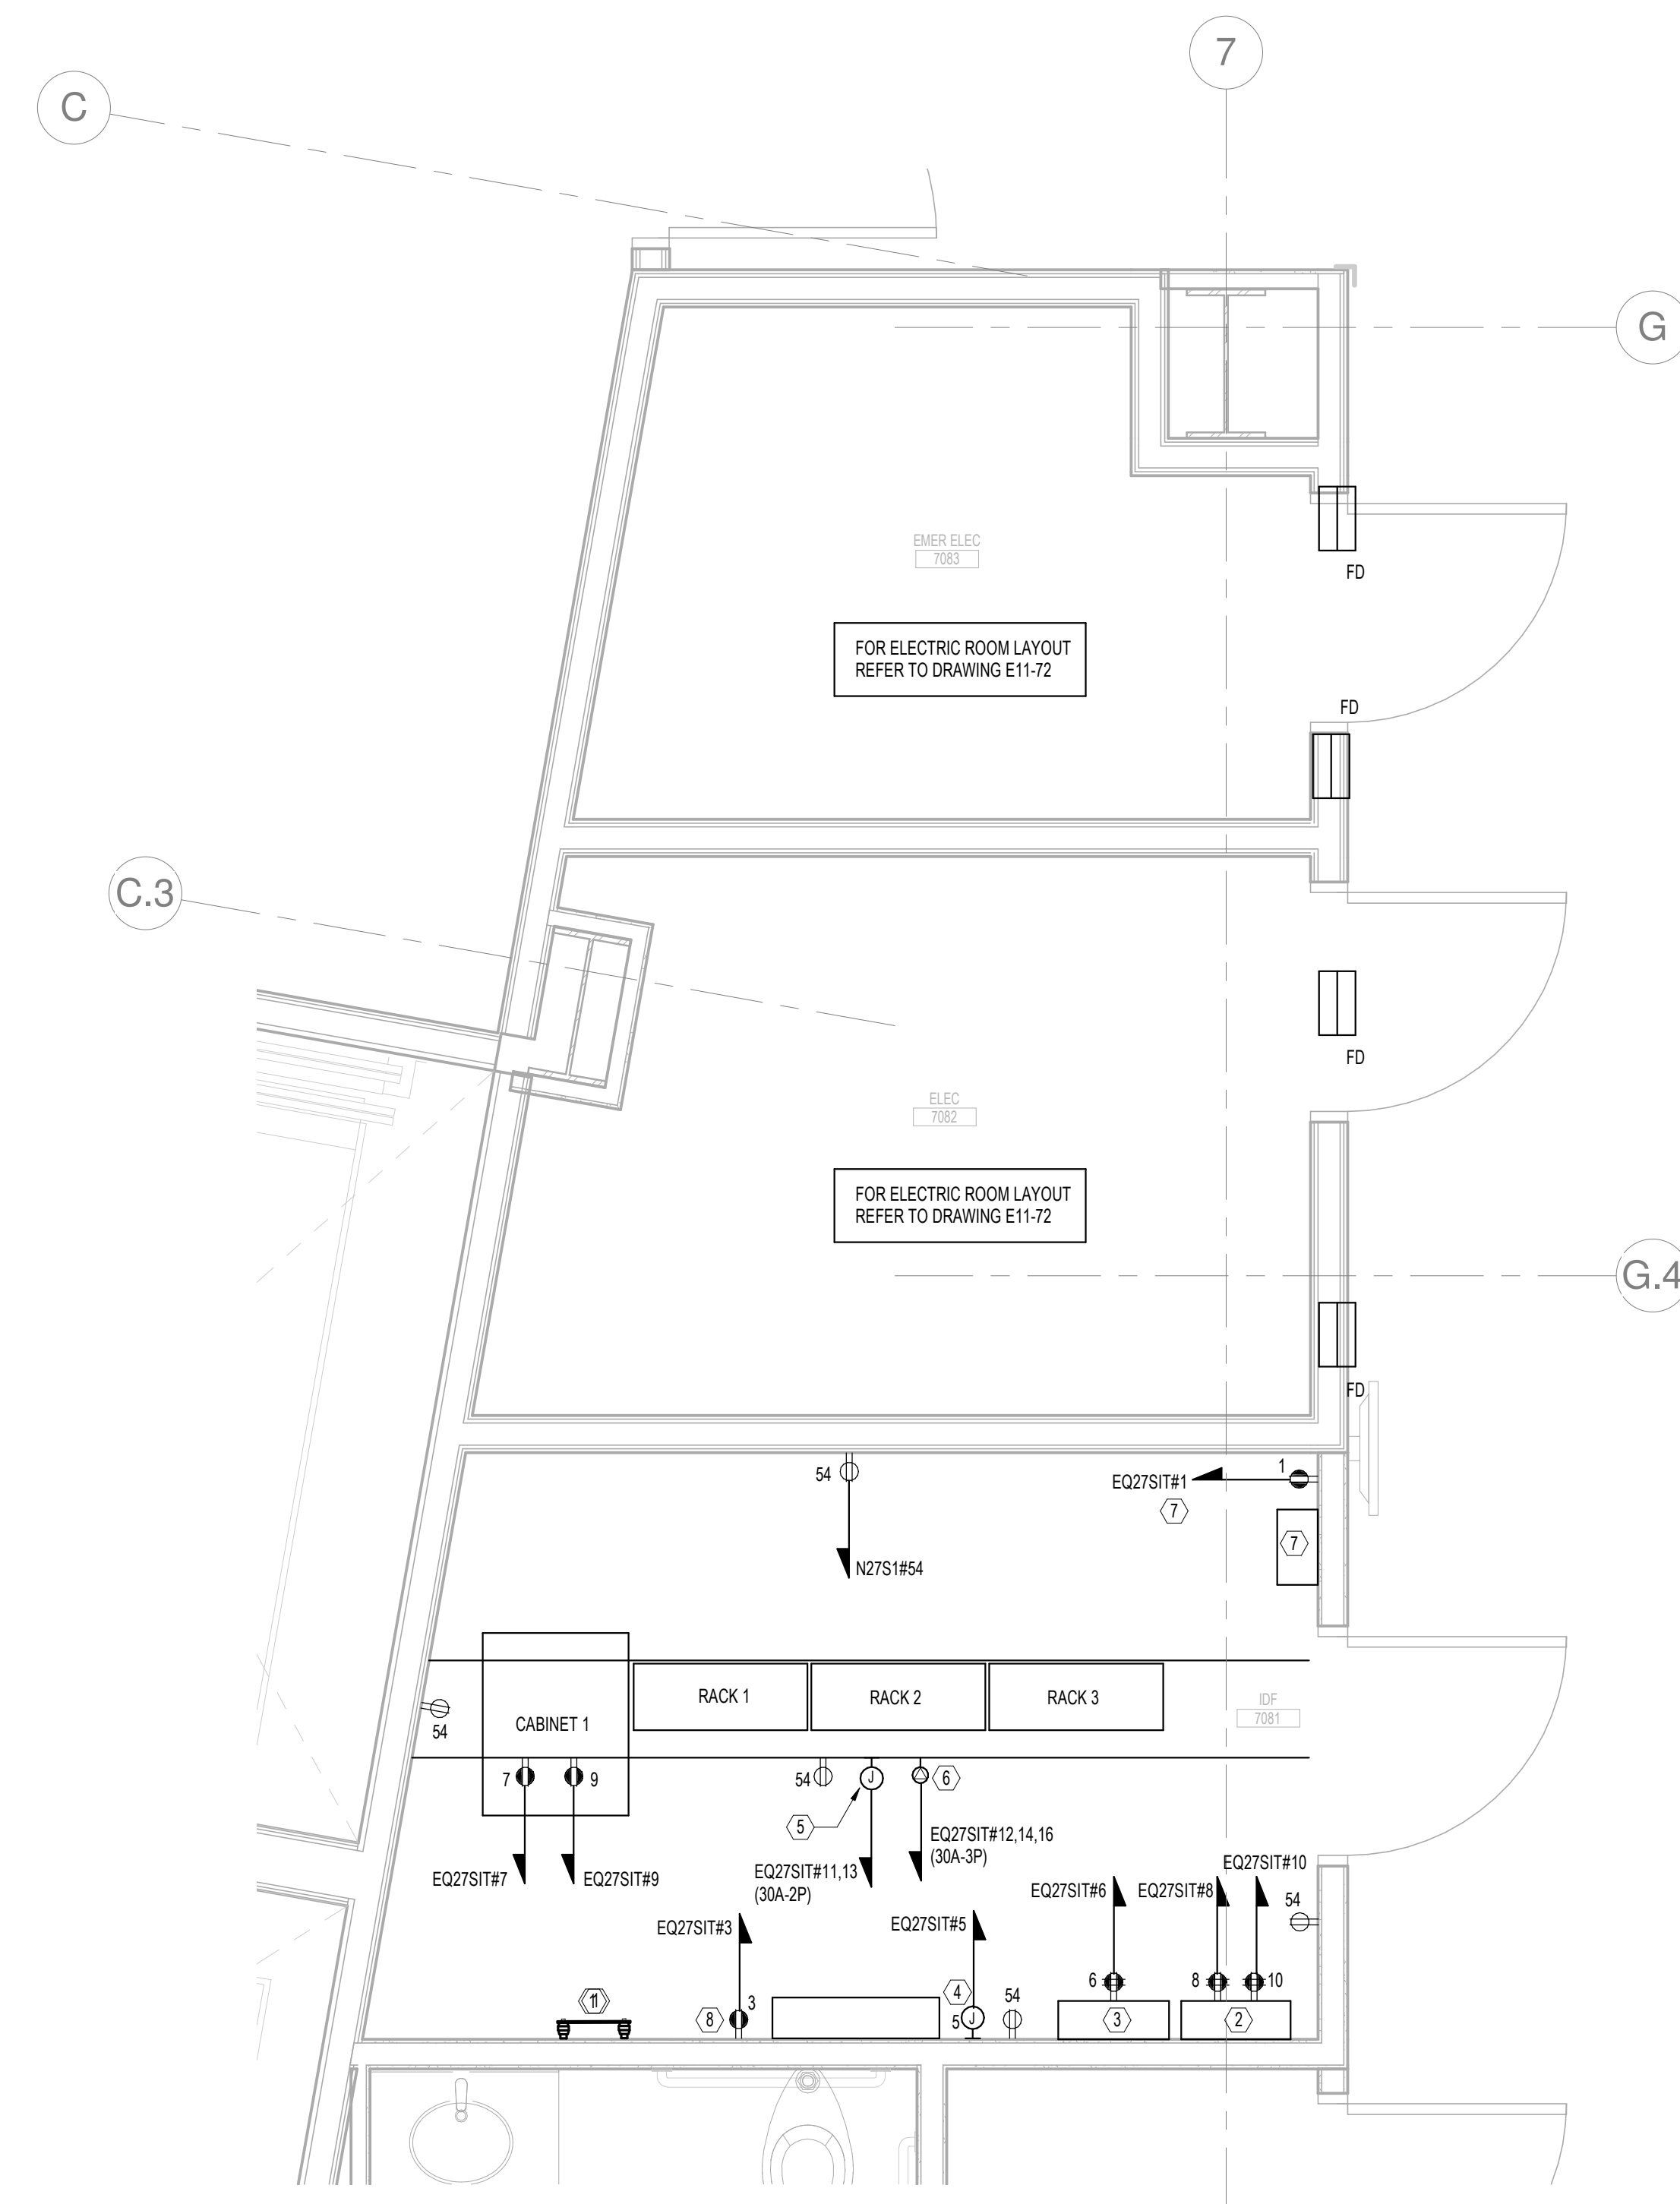 7
C
G
EMER ELEC
7083
FD
FOR ELECTRIC ROOM LAYOUT
REFER TO DRAWING E11-72
FD
C.3
FD
ELEC
7082
FOR ELECTRIC ROOM LAYOUT
REFER TO DRAWING E11-72
G.4
FD
54
EQ27SIT#1
1
7
7
N27S1#54
RACK 1
RACK 2
RACK 3
IDF
7081
CABINET 1
54
7
9
54
J
6
5
EQ27SIT#12,14,16
(30A-3P)
EQ27SIT#7
EQ27SIT#9
EQ27SIT#11,13
(30A-2P)
EQ27SIT#10
EQ27SIT#6
EQ27SIT#8
54
EQ27SIT#3
EQ27SIT#5
6
8
10
4
54
11
8
3
5
J
3
2